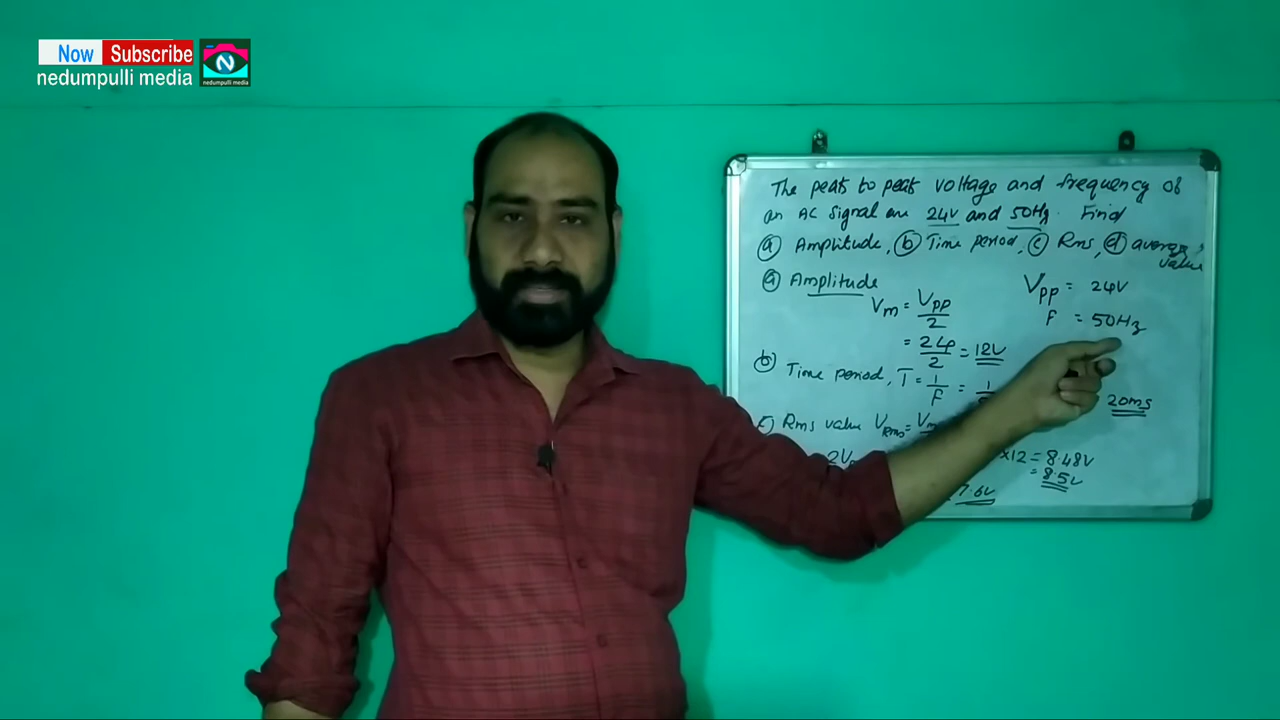 Now Subscribe
nedumpulli media
N
nedumpulli media
The peak to peak voltage and frequency of
an AC signal are 24V and 50Hz. Find
(a) Amplitude, (b) Time period, (c) Rms, (d) average
value
(a) Amplitude
Vpp = 24V
F = 50Hz
Vm = Vpp/2
= 24/2 = 12V
(b) Time period, T = 1/F = 1/
20ms
(c) Rms value VRms = Vm
×12 = 8.48V
= 8.5V
2V
7.6V